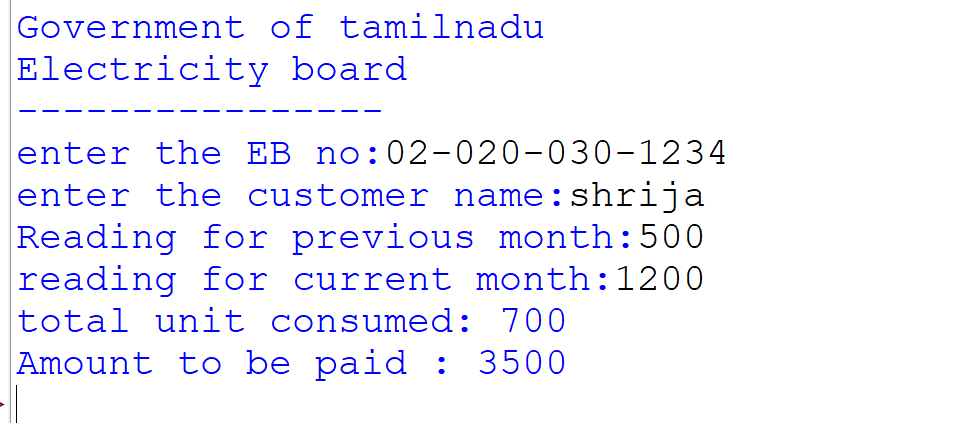 Government of tamilnadu
Electricity board
----------------
enter the EB no:02-020-030-1234
enter the customer name:shrija
Reading for previous month:500
reading for current month:1200
total unit consumed: 700
Amount to be paid : 3500